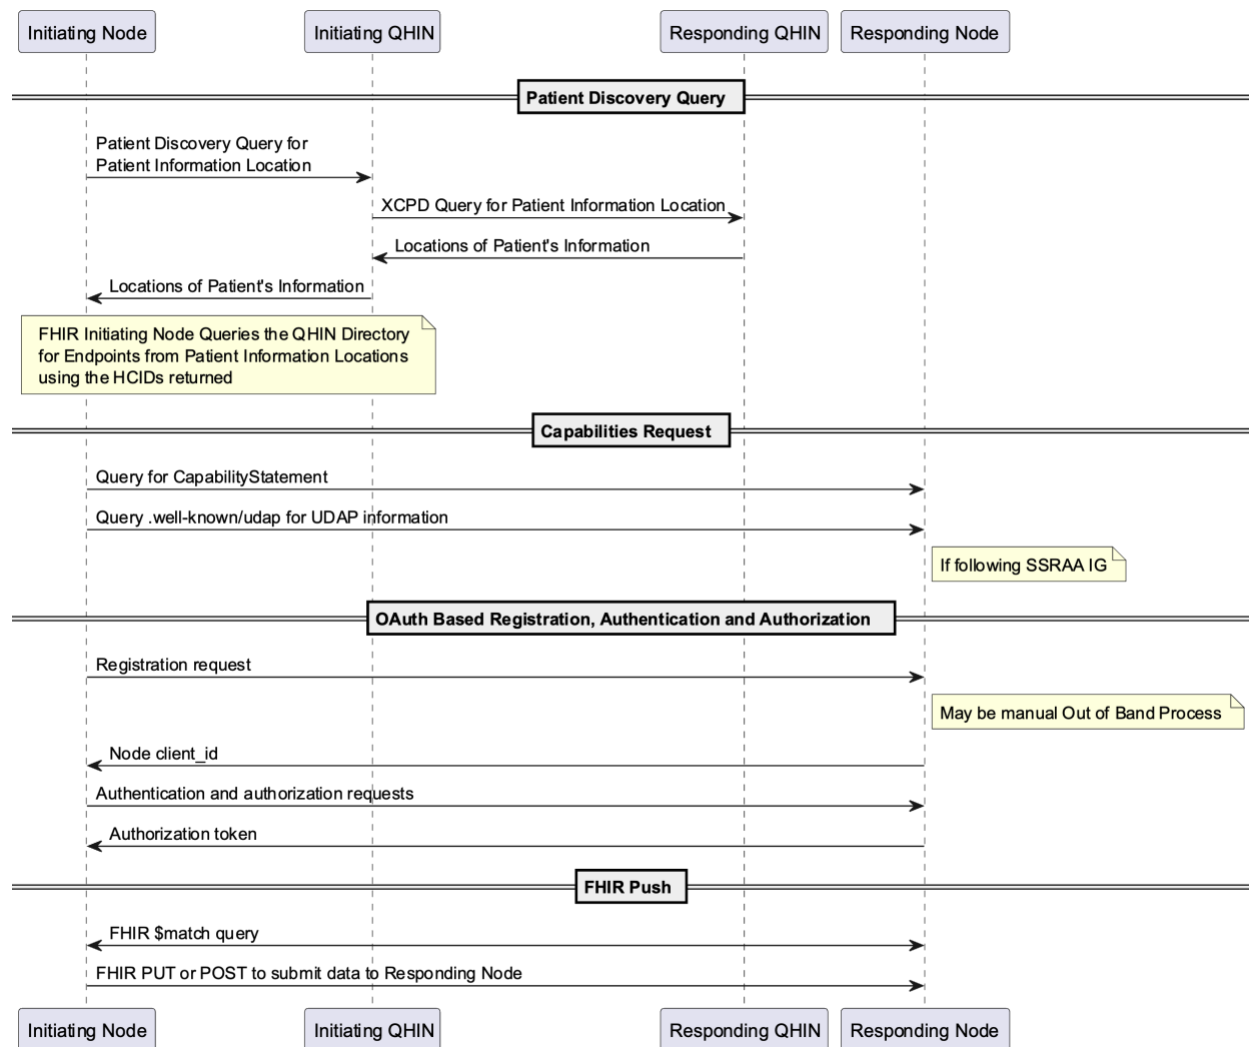 Initiating Node
Initiating QHIN
Responding QHIN
Responding Node
Patient Discovery Query
Patient Discovery Query for
Patient Information Location
XCPD Query for Patient Information Location
Locations of Patient's Information
Locations of Patient's Information
FHIR Initiating Node Queries the QHIN Directory
for Endpoints from Patient Information Locations
using the HCIDs returned
Capabilities Request
Query for CapabilityStatement
Query .well-known/udap for UDAP information
If following SSRAA IG
OAuth Based Registration, Authentication and Authorization
Registration request
May be manual Out of Band Process
Node client_id
Authentication and authorization requests
Authorization token
FHIR Push
FHIR $match query
FHIR PUT or POST to submit data to Responding Node
Initiating Node
Initiating QHIN
Responding QHIN
Responding Node